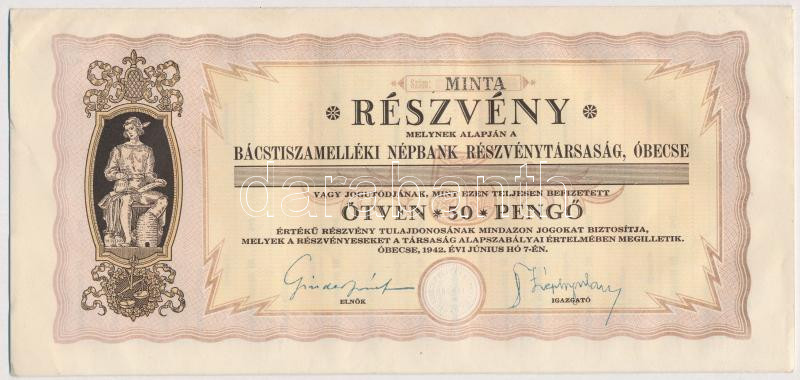 Szám: MINTA
RÉSZVÉNY
MELYNEK ALAPJÁN A
BÁCSTISZAMELLÉKI NÉPBANK RÉSZVÉNYTÁRSASÁG, ÓBECSE
VAGY JOGUTÓDJÁNAK, MINT EZEN TELJESEN BEFIZETETT
ÖTVEN * 50 * PENGŐ
ÉRTÉKŰ RÉSZVÉNY TULAJDONOSÁNAK MINDAZON JOGOKAT BIZTOSÍTJA,
MELYEK A RÉSZVÉNYESEKET A TÁRSASÁG ALAPSZABÁLYAI ÉRTELMÉBEN MEGILLETIK.
ÓBECSE, 1942. ÉVI JÚNIUS HÓ 7-ÉN.
ELNÖK
IGAZGATÓ
darabanth